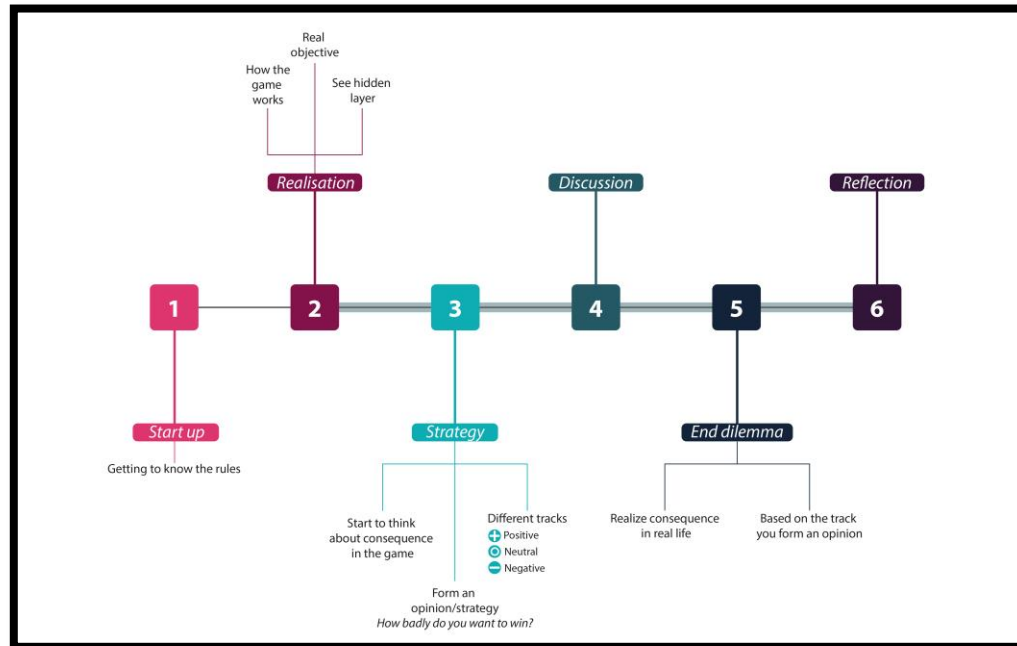 Real
objective
How the
game
works
See hidden
layer
Realisation
Discussion
Reflection
1
2
3
4
5
6
Start up
Getting to know the rules
Strategy
Start to think
about consequence
in the game
Different tracks
Positive
Neutral
Negative
Form an
opinion/strategy
How badly do you want to win?
End dilemma
Realize consequence
in real life
Based on the track
you form an opinion